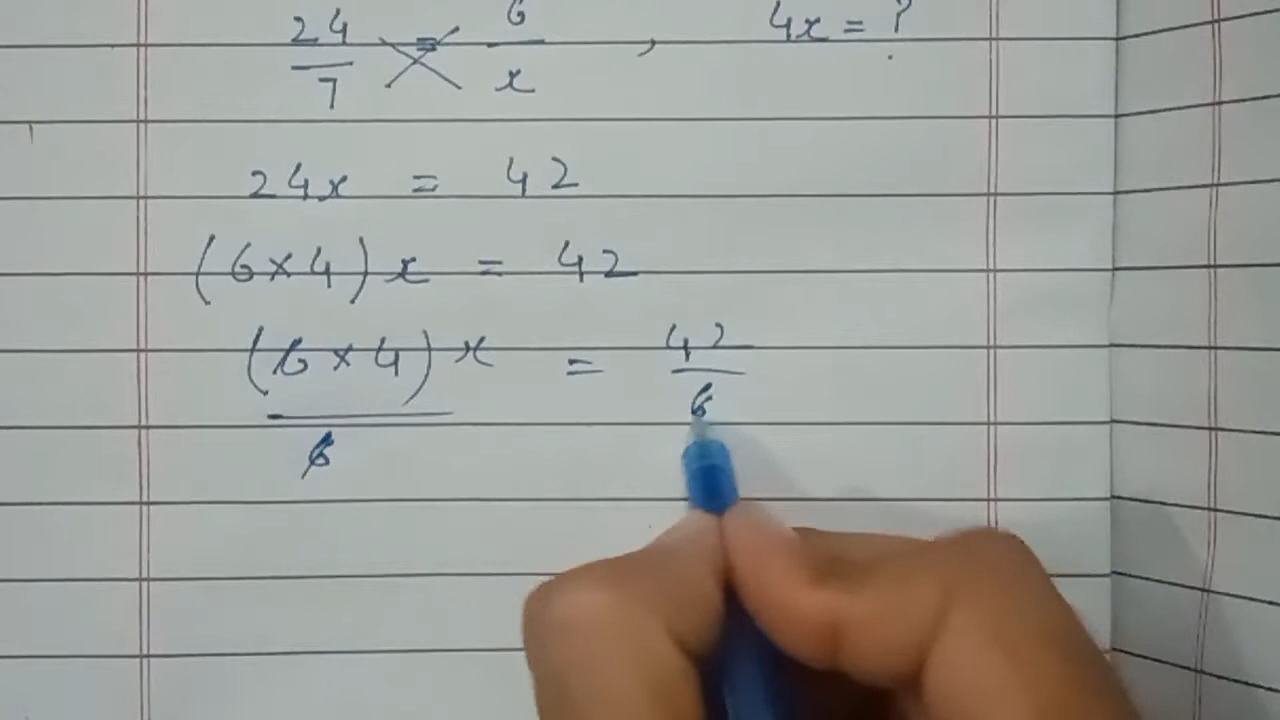 24/7 = 6/x , 4x = ?
24x = 42
(6×4)x = 42
(6×4)x/6 = 42/6